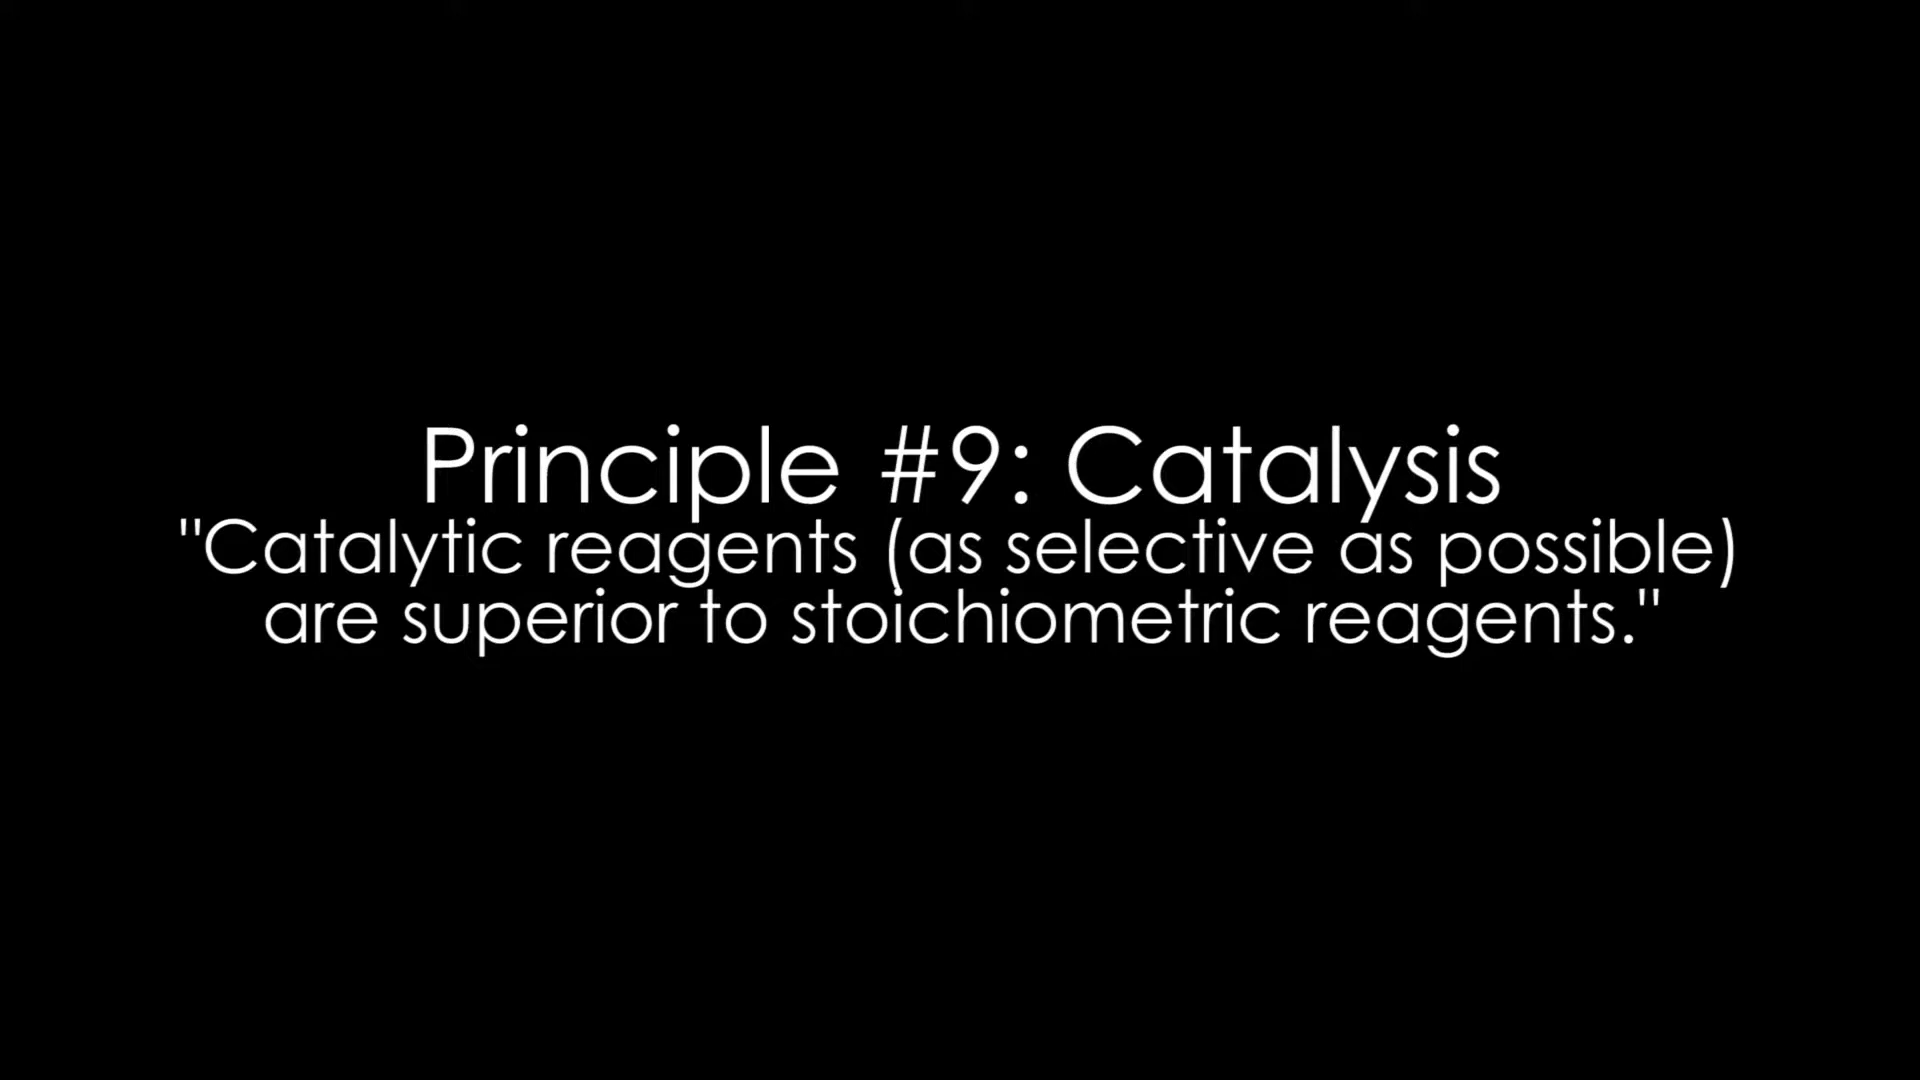 Principle #9: Catalysis
"Catalytic reagents (as selective as possible)
are superior to stoichiometric reagents."